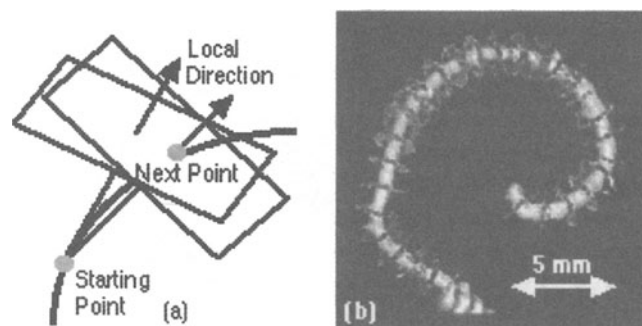 Local
Direction
Next Point
Starting
Point
(a)
5 mm
(b)